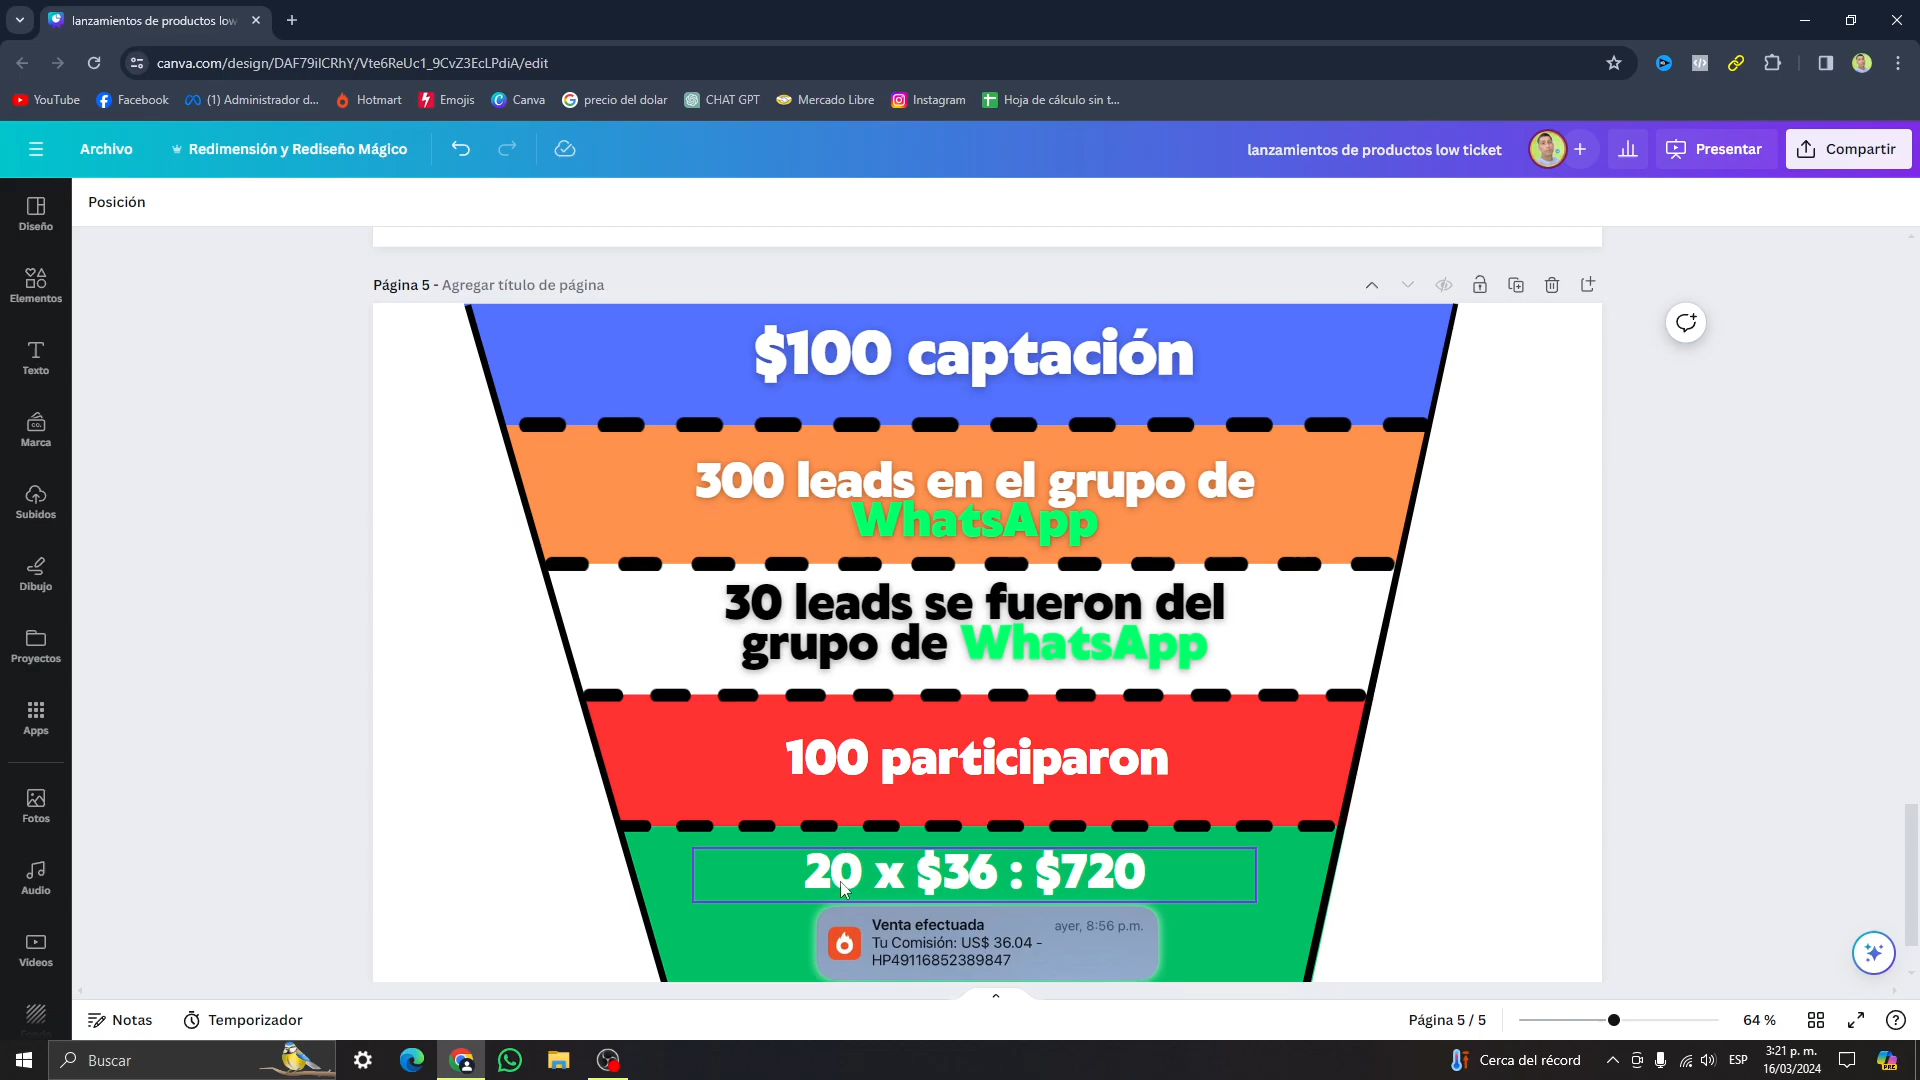 lanzamientos de productos low
canva.com/design/DAF79iICRhY/Vte6ReUc1_9CvZ3EcLPdiA/edit
YouTube
Facebook
(1) Administrador d...
Hotmart
Emojis
Canva
precio del dolar
CHAT GPT
Mercado Libre
Instagram
Hoja de cálculo sin t...
Archivo
Redimensión y Rediseño Mágico
lanzamientos de productos low ticket
Presentar
Compartir
Posición
Diseño
Elementos
Texto
Marca
Subidos
Dibujo
Proyectos
Apps
Fotos
Audio
Videos
Fondo
Página 5 - Agregar título de página
$100 captación
300 leads en el grupo de
WhatsApp
30 leads se fueron del
grupo de WhatsApp
100 participaron
20 x $36 : $720
Venta efectuada
ayer, 8:56 p.m.
Tu Comisión: US$ 36.04 -
HP49116852389847
Notas
Temporizador
Página 5 / 5
64 %
Buscar
Cerca del récord
ESP
3:21 p. m.
16/03/2024